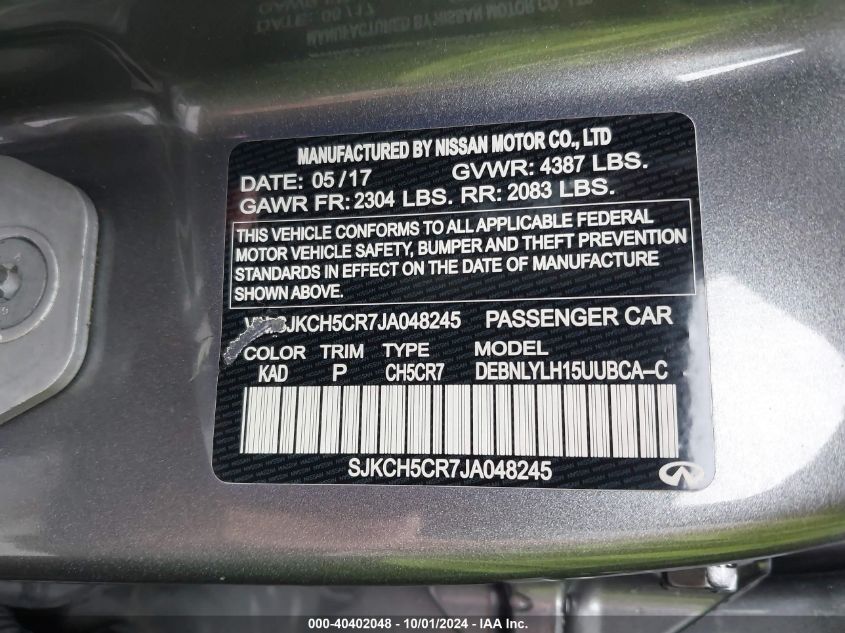 MANUFACTURED BY NISSAN MOTOR CO., LTD
DATE: 05/17 GVWR: 4387 LBS.
GAWR FR: 2304 LBS. RR: 2083 LBS.
THIS VEHICLE CONFORMS TO ALL APPLICABLE FEDERAL
MOTOR VEHICLE SAFETY, BUMPER AND THEFT PREVENTION
STANDARDS IN EFFECT ON THE DATE OF MANUFACTURE
SHOWN ABOVE.
SJKCH5CR7JA048245 PASSENGER CAR
COLOR TRIM TYPE MODEL
KAD P CH5CR7 DEBNLYLH15UUBCA-C
SJKCH5CR7JA048245
000-40402048 - 10/01/2024 - IAA Inc.